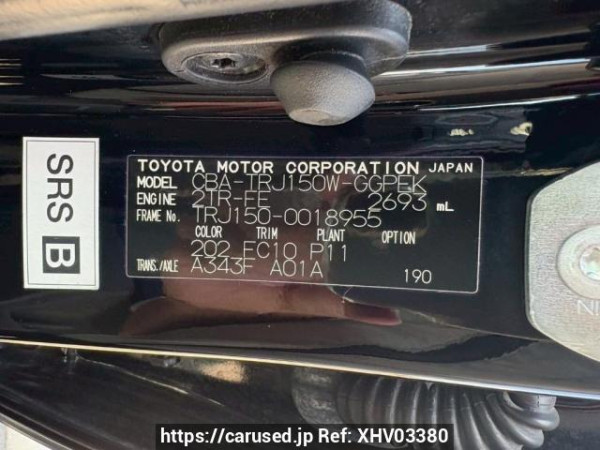 SRS B
TOYOTA MOTOR CORPORATION JAPAN
MODEL CBA-TRJ150W-GGPEK
ENGINE 2TR-FE 2693 mL
FRAME No. TRJ150-0018955
COLOR TRIM PLANT OPTION
202 FC10 P11
TRANS./AXLE A343F A01A 190
https://carused.jp Ref: XHV03380